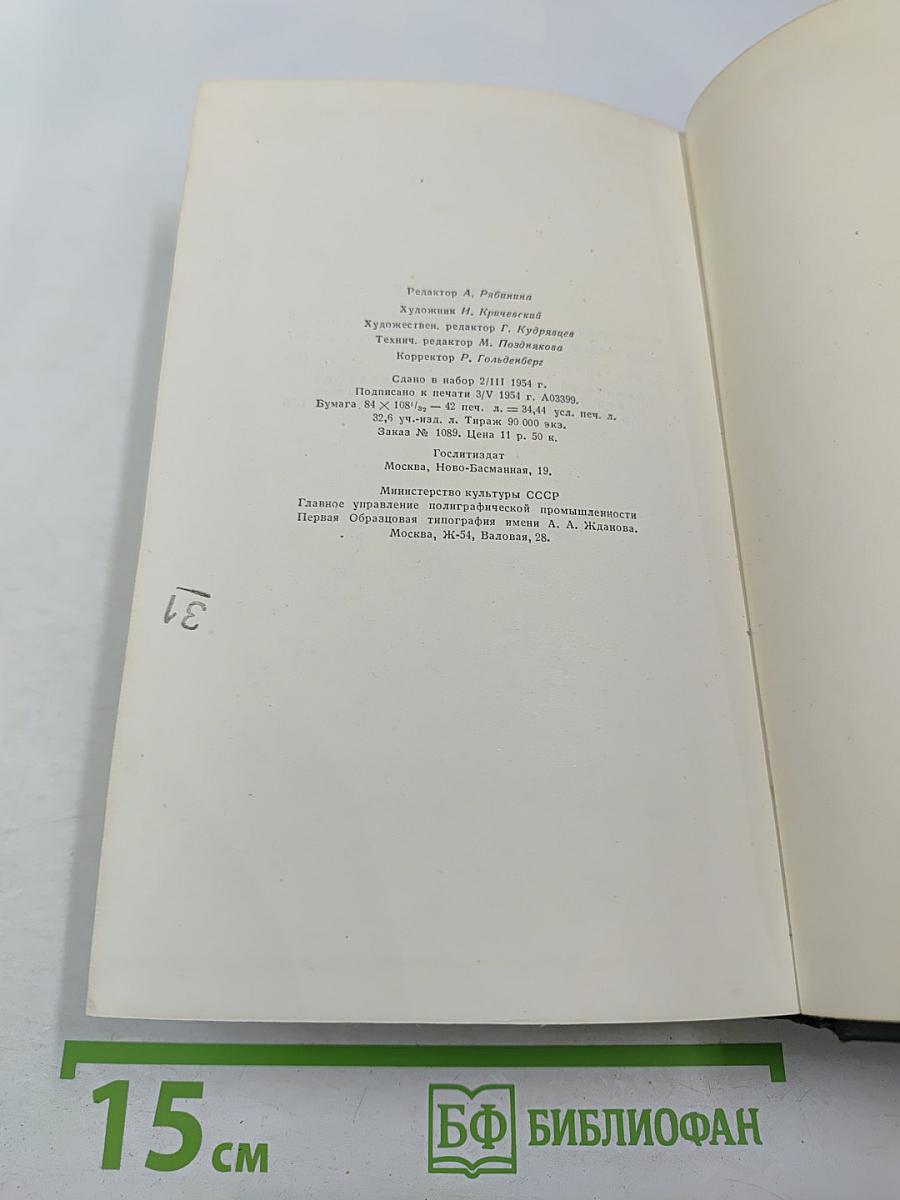 Редактор А. Рябинина
Художник И. Кричевский
Художествен. редактор Г. Кудрявцев
Технич. редактор М. Позднякова
Корректор Р. Гольденберг
Сдано в набор 2/III 1954 г.
Подписано к печати 3/V 1954 г. А03399.
Бумага 84 × 108¹/₃₂ — 42 печ. л. = 34,44 усл. печ. л.
32,6 уч.-изд. л. Тираж 90 000 экз.
Заказ № 1089. Цена 11 р. 50 к.
Гослитиздат
Москва, Ново-Басманная, 19.
Министерство культуры СССР
Главное управление полиграфической промышленности
Первая Образцовая типография имени А. А. Жданова.
Москва, Ж-54, Валовая, 28.
31
15 см
БФ БИБЛИОФАН